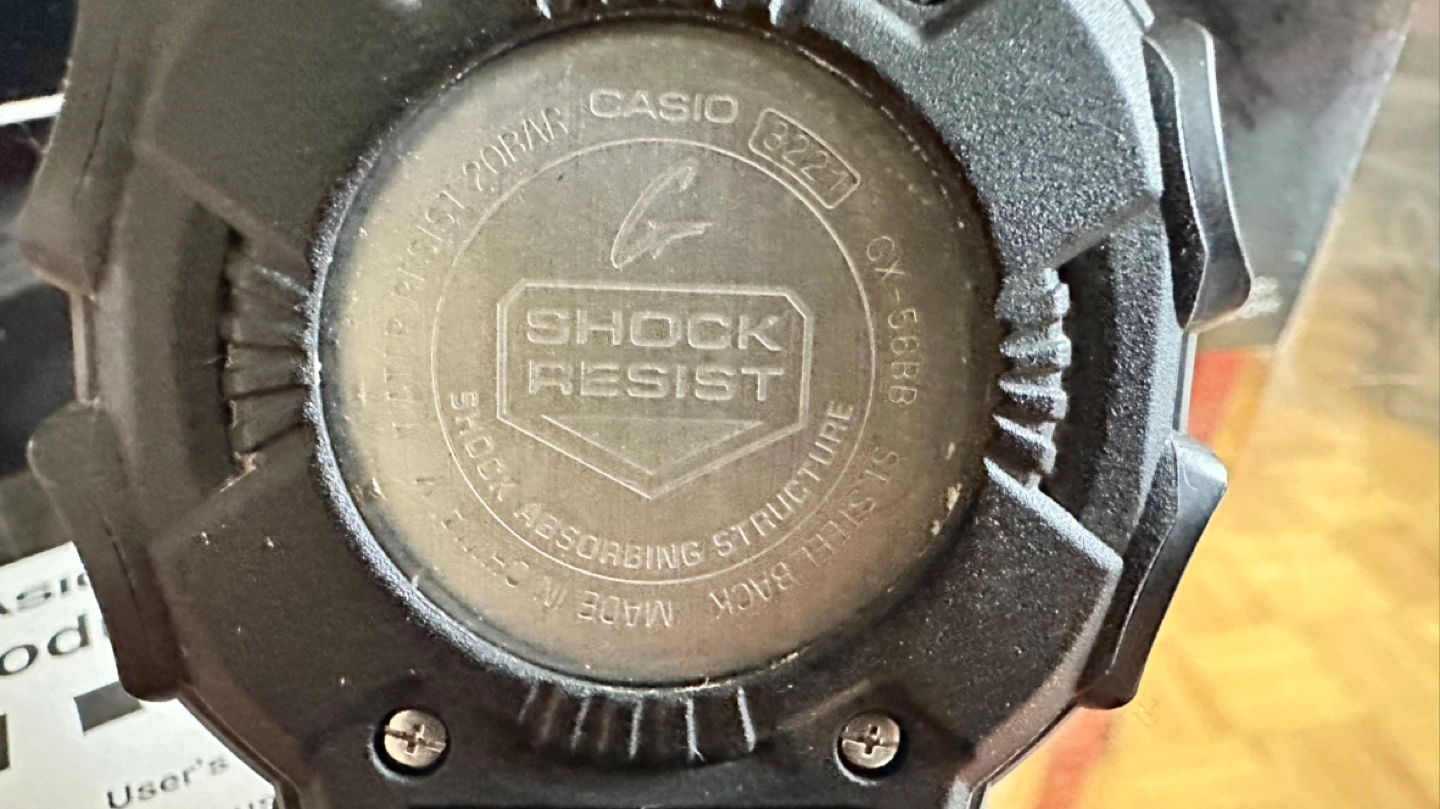 CASIO
3221
GX-56BB
ST.STEEL BACK
MADE IN CHINA
WATER RESIST 20BAR
G
SHOCK
RESIST
SHOCK ABSORBING STRUCTURE
User's